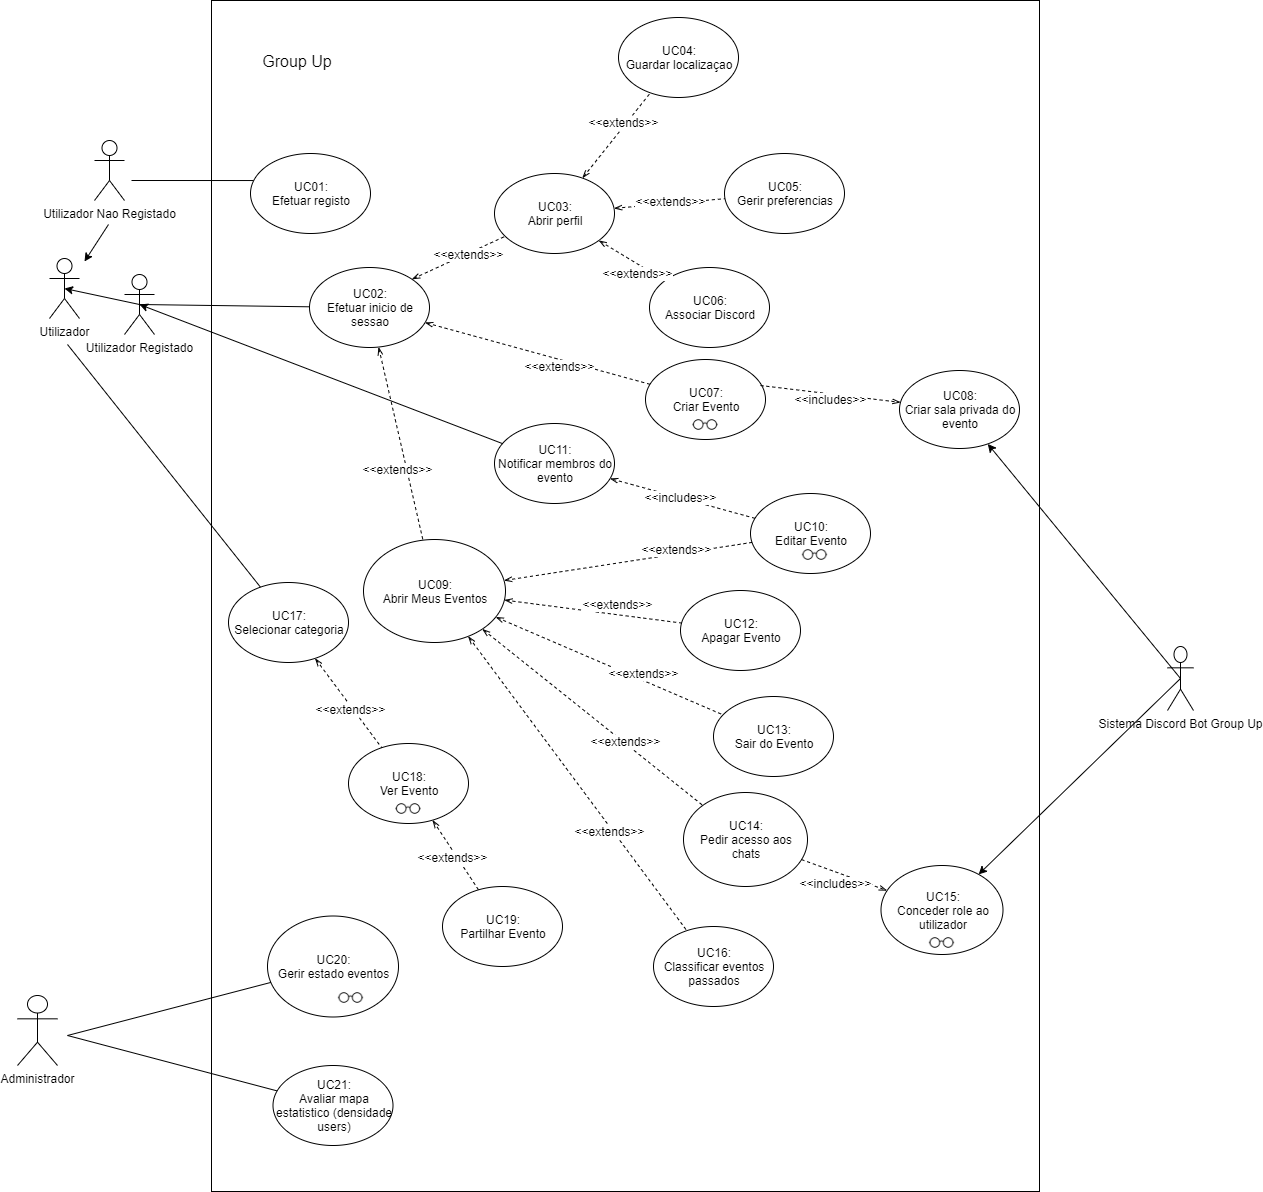 Group Up
UC04:
Guardar localizaçao
<<extends>>
Utilizador Nao Registado
UC01:
Efetuar registo
UC03:
Abrir perfil
<<extends>>
UC05:
Gerir preferencias
<<extends>>
<<extends>>
UC06:
Associar Discord
Utilizador
Utilizador Registado
UC02:
Efetuar inicio de
sessao
<<extends>>
UC07:
Criar Evento
<<includes>>
UC08:
Criar sala privada do
evento
<<extends>>
UC11:
Notificar membros do
evento
<<includes>>
UC10:
Editar Evento
<<extends>>
UC09:
Abrir Meus Eventos
<<extends>>
UC12:
Apagar Evento
UC17:
Selecionar categoria
<<extends>>
UC13:
Sair do Evento
Sistema Discord Bot Group Up
<<extends>>
<<extends>>
UC18:
Ver Evento
<<extends>>
UC14:
Pedir acesso aos
chats
<<extends>>
<<includes>>
UC15:
Conceder role ao
utilizador
UC19:
Partilhar Evento
UC16:
Classificar eventos
passados
UC20:
Gerir estado eventos
Administrador
UC21:
Avaliar mapa
estatistico (densidade
users)